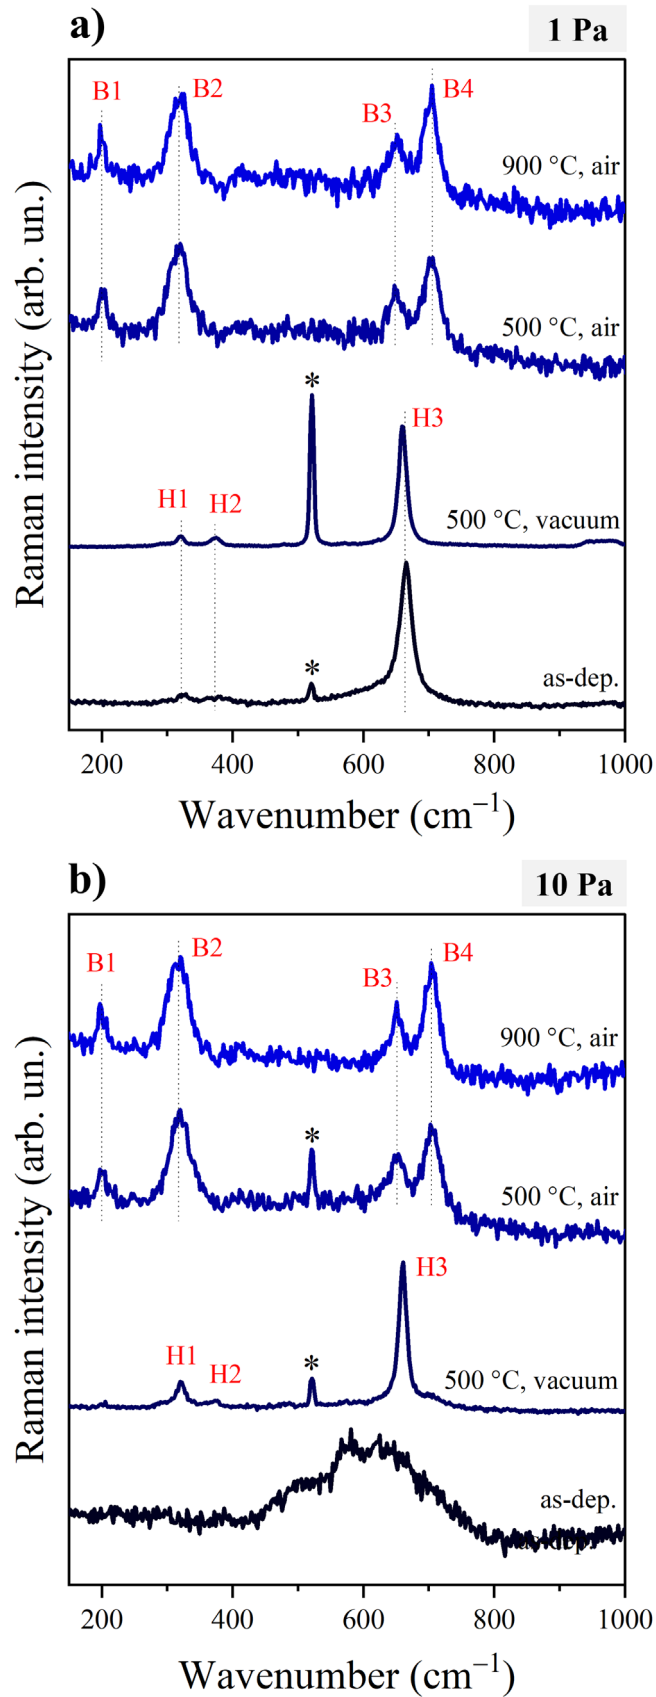 a)
1 Pa
B1
B2
B3
B4
900 °C, air
500 °C, air
*
H3
H1
H2
500 °C, vacuum
*
as-dep.
Raman intensity (arb. un.)
200
400
600
800
1000
Wavenumber (cm⁻¹)
b)
10 Pa
B1
B2
B3
B4
900 °C, air
*
500 °C, air
H3
H1
H2
*
500 °C, vacuum
as-dep.
as-dep.
Raman intensity (arb. un.)
200
400
600
800
1000
Wavenumber (cm⁻¹)